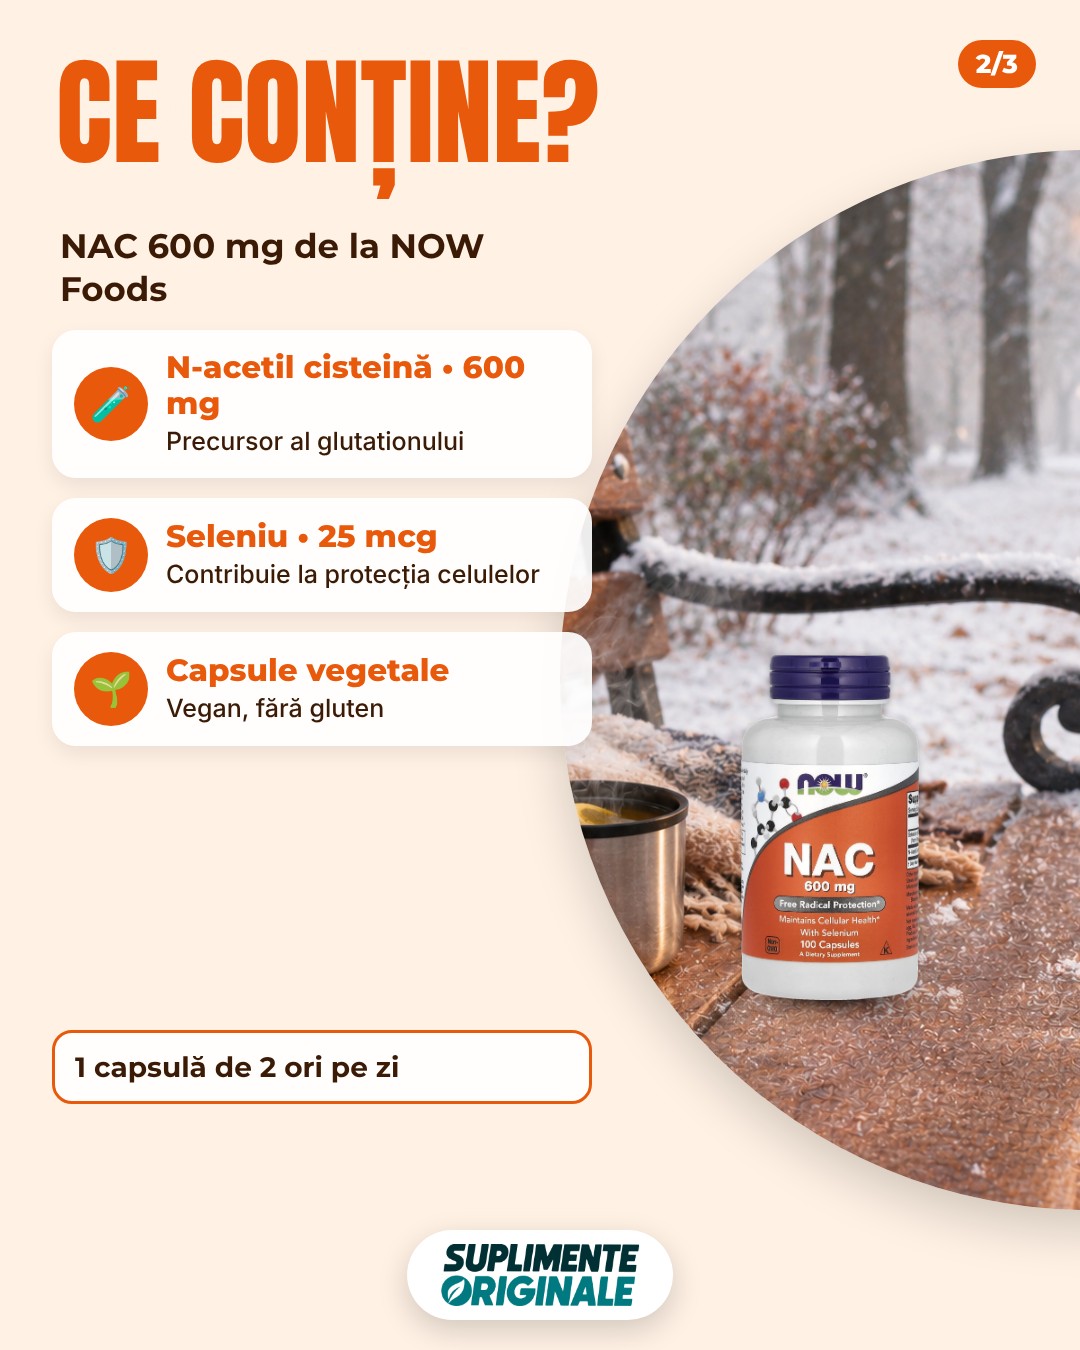 CE CONȚINE?
2/3
NAC 600 mg de la NOW
Foods
N-acetil cisteină • 600
mg
Precursor al glutationului
Seleniu • 25 mcg
Contribuie la protecția celulelor
Capsule vegetale
Vegan, fără gluten
NOW
NAC
600 mg
Free Radical Protection*
Maintains Cellular Health*
With Selenium
100 Capsules
A Dietary Supplement
Non-
GMO
K
1 capsulă de 2 ori pe zi
SUPLIMENTE
ORIGINALE